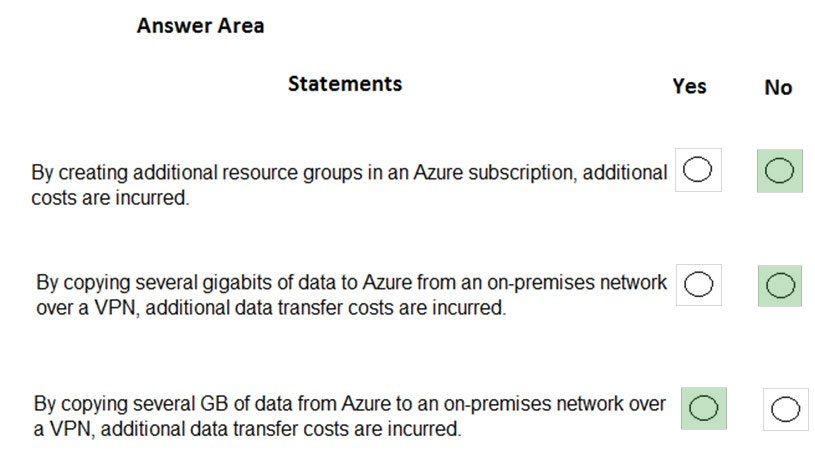 Answer Area
Statements Yes No
By creating additional resource groups in an Azure subscription, additional
costs are incurred.
By copying several gigabits of data to Azure from an on-premises network
over a VPN, additional data transfer costs are incurred.
By copying several GB of data from Azure to an on-premises network over
a VPN, additional data transfer costs are incurred.